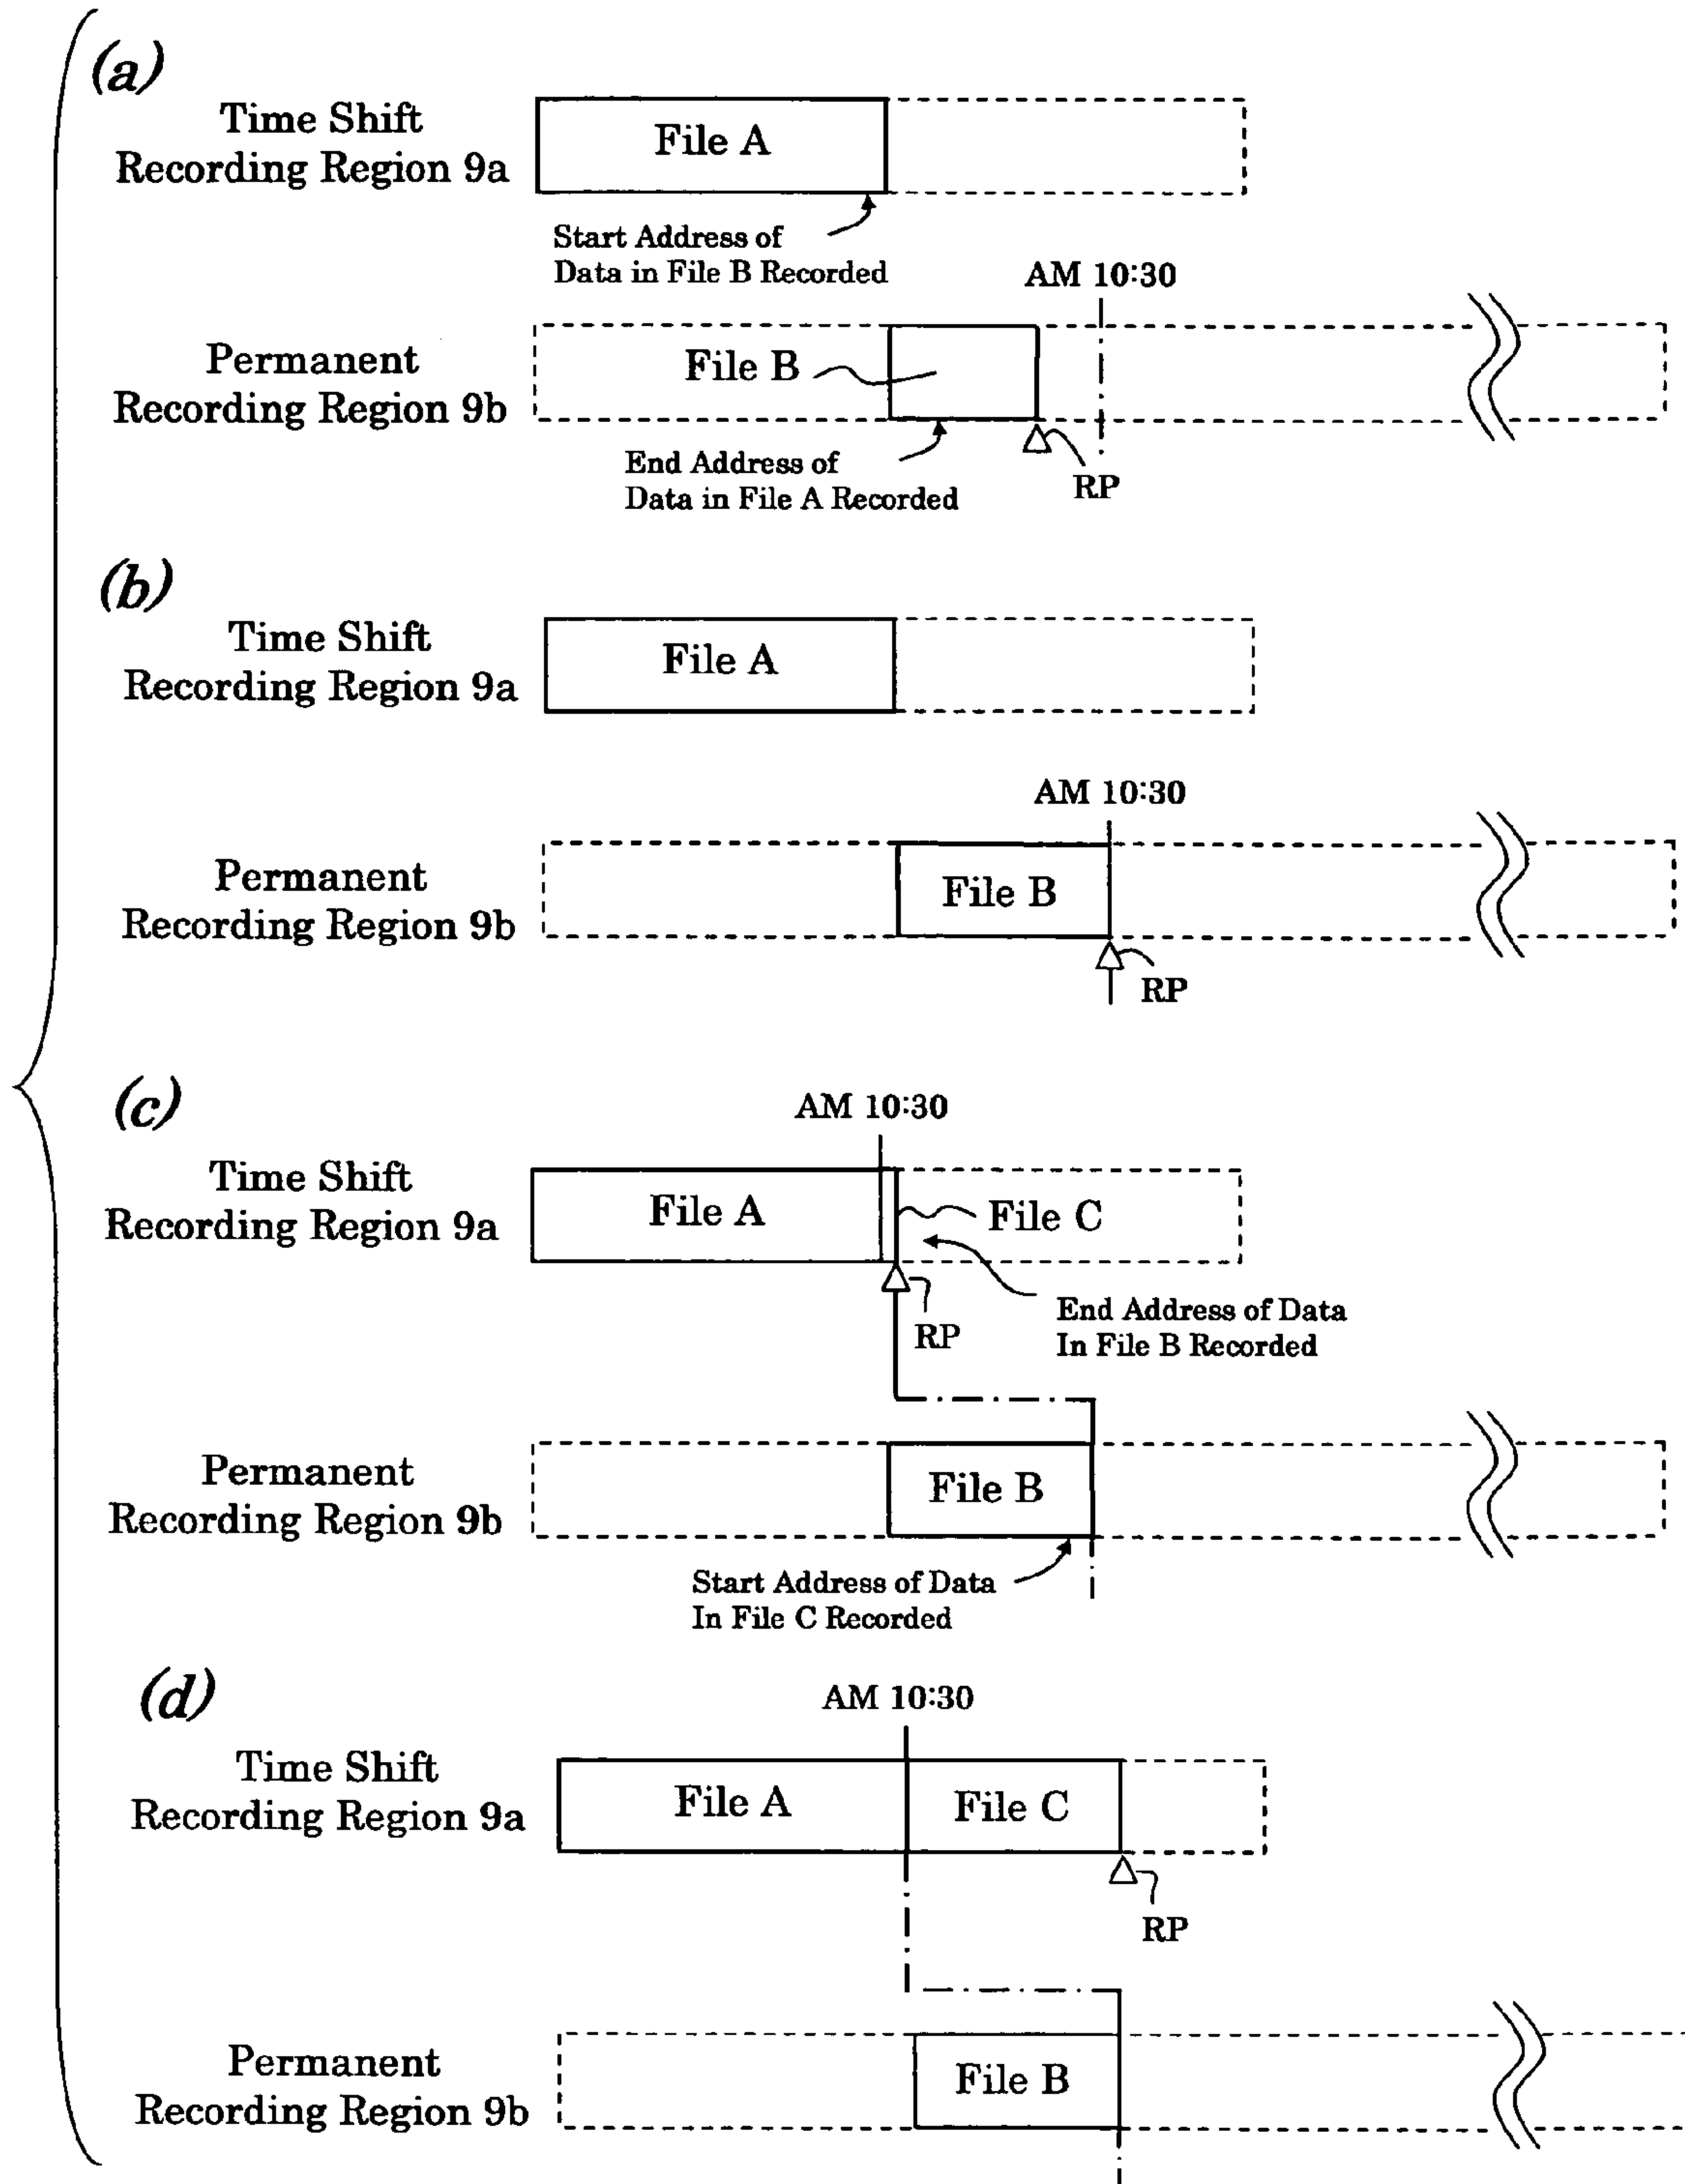 (a)
Time Shift
Recording Region 9a
File A
Start Address of
Data in File B Recorded
AM 10:30
Permanent
Recording Region 9b
File B
End Address of
Data in File A Recorded
RP
(b)
Time Shift
Recording Region 9a
File A
AM 10:30
Permanent
Recording Region 9b
File B
RP
(c)
AM 10:30
Time Shift
Recording Region 9a
File A
File C
RP
End Address of Data
In File B Recorded
Permanent
Recording Region 9b
File B
Start Address of Data
In File C Recorded
(d)
AM 10:30
Time Shift
Recording Region 9a
File A
File C
RP
Permanent
Recording Region 9b
File B